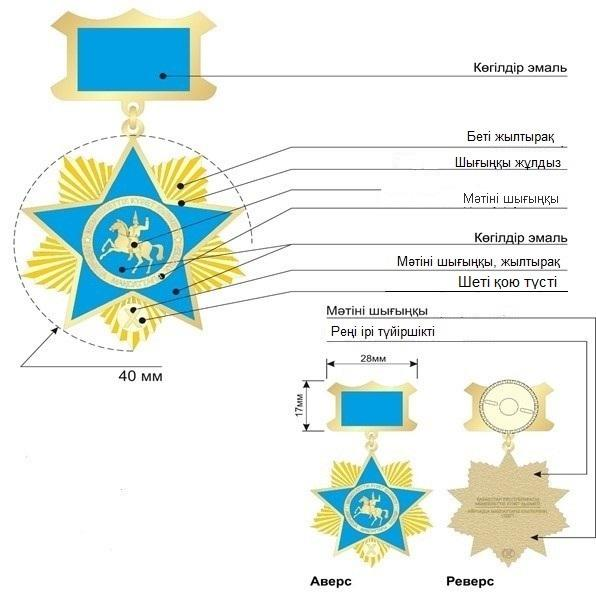 Көгілдір эмаль
Беті жылтырақ
Шығыңқы жұлдыз
Мәтіні шығыңқы
Көгілдір эмаль
Мәтіні шығыңқы, жылтырақ
Шеті қою түсті
Мәтіні шығыңқы
Реңі ірі түйіршікті
40 мм
28мм
17мм
Аверс
Реверс